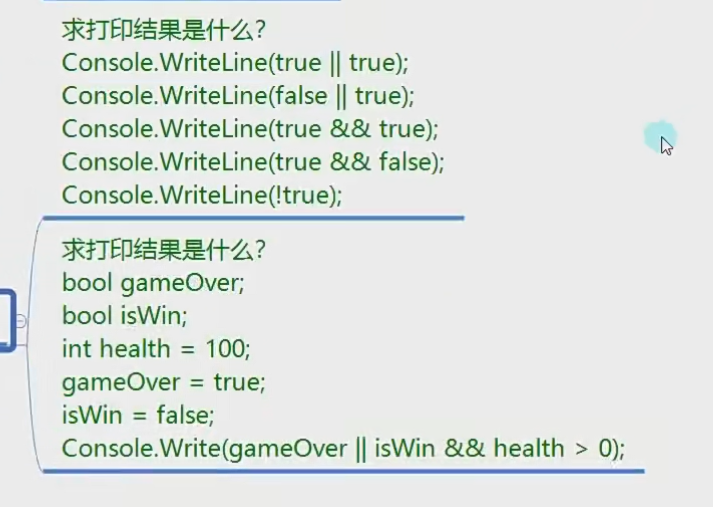 求打印结果是什么?
Console.WriteLine(true || true);
Console.WriteLine(false || true);
Console.WriteLine(true && true);
Console.WriteLine(true && false);
Console.WriteLine(!true);
求打印结果是什么?
bool gameOver;
bool isWin;
int health = 100;
gameOver = true;
isWin = false;
Console.Write(gameOver || isWin && health > 0);